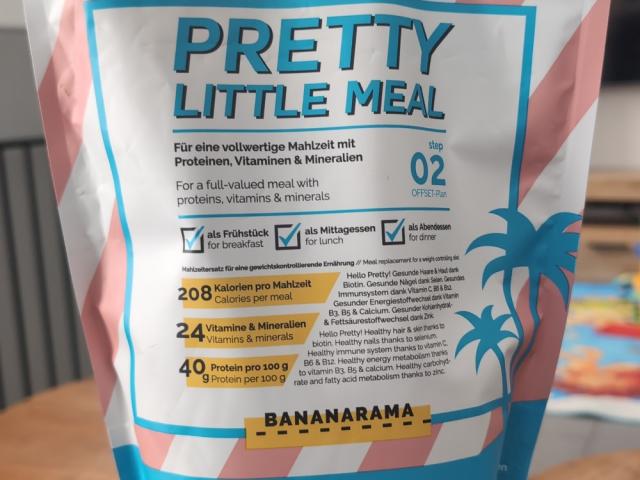 PRETTY
LITTLE MEAL
Für eine vollwertige Mahlzeit mit
Proteinen, Vitaminen & Mineralien
For a full-valued meal with
proteins, vitamins & minerals
step
02
OFFSET-Plan
als Frühstück
for breakfast
als Mittagessen
for lunch
als Abendessen
for dinner
Mahlzeitersatz für eine gewichtskontrollierende Ernährung // Meal replacement for a weight controlling diet
208 Kalorien pro Mahlzeit
Calories per meal
24 Vitamine & Mineralien
Vitamins & minerals
40 g Protein pro 100 g
Protein per 100 g
Hello Pretty! Gesunde Haare & Haut dank
Biotin. Gesunde Nägel dank Selen. Gesundes
Immunsystem dank Vitamin C, B6 & B12.
Gesunder Energiestoffwechsel dank Vitamin
B3, B5 & Calcium. Gesunder Kohlenhydrat-
& Fettsäurestoffwechsel dank Zink.
Hello Pretty! Healthy hair & skin thanks to
biotin. Healthy nails thanks to selenium.
Healthy immune system thanks to vitamin C,
B6 & B12. Healthy energy metabolism thanks
to vitamin B3, B5 & calcium. Healthy carbohyd-
rate and fatty acid metabolism thanks to zinc.
BANANARAMA